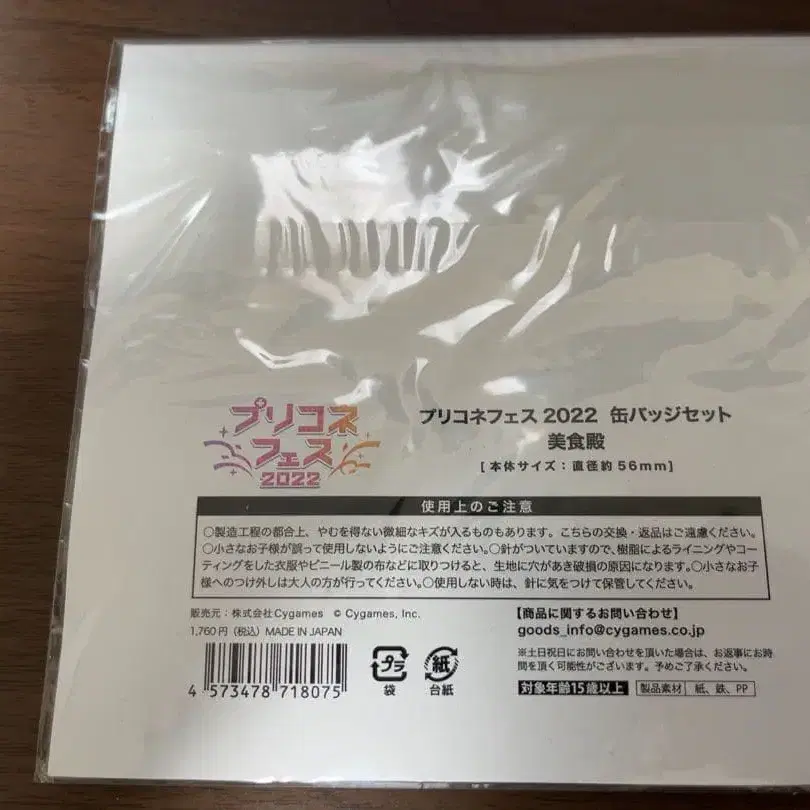 プリコネ
フェス
2022
プリコネフェス2022 缶バッジセット
美食殿
[本体サイズ：直径約56mm]
使用上のご注意
○製造工程の都合上、やむを得ない微細なキズが入るものもあります。こちらの交換・返品はご遠慮ください。
○小さなお子様が誤って使用しないようにご注意ください。○針がついていますので、樹脂によるライニングやコー
ティングをした衣服やビニール製の布などに取りつけると、生地に穴があき破損の原因になります。○小さなお子
様へのつけ外しは大人の方が行ってください。○使用しない時は、針に気をつけて保管してください。
販売元：株式会社Cygames © Cygames, Inc.
1,760円（税込）MADE IN JAPAN
4 573478 718075
プラ
袋
紙
台紙
【商品に関するお問い合わせ】
goods_info@cygames.co.jp
※土日祝日にお問い合わせを頂いた場合は、お返事にお時
間を頂く可能性がございます。予めご了承ください。
対象年齢15歳以上 製品素材 紙、鉄、PP